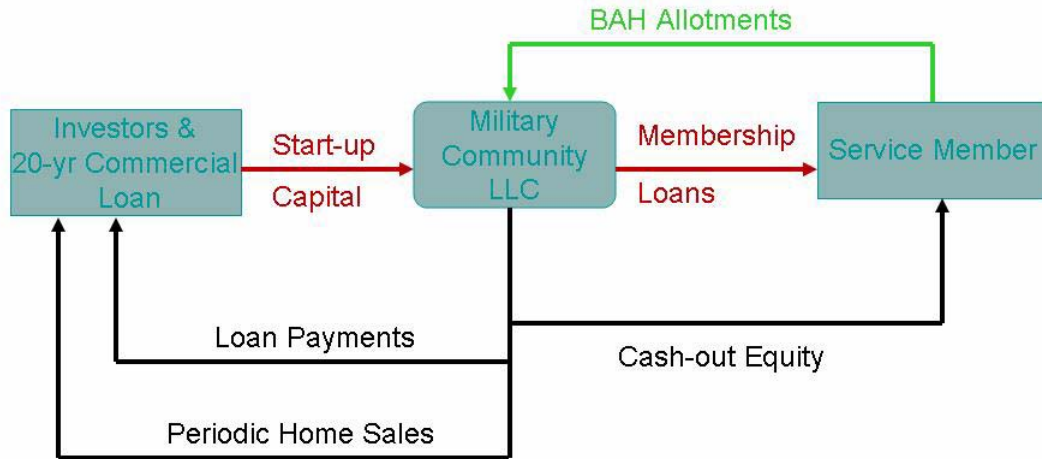 BAH Allotments
Investors &
20-yr Commercial
Loan
Start-up
Capital
Military
Community
LLC
Membership
Loans
Service Member
Loan Payments
Cash-out Equity
Periodic Home Sales